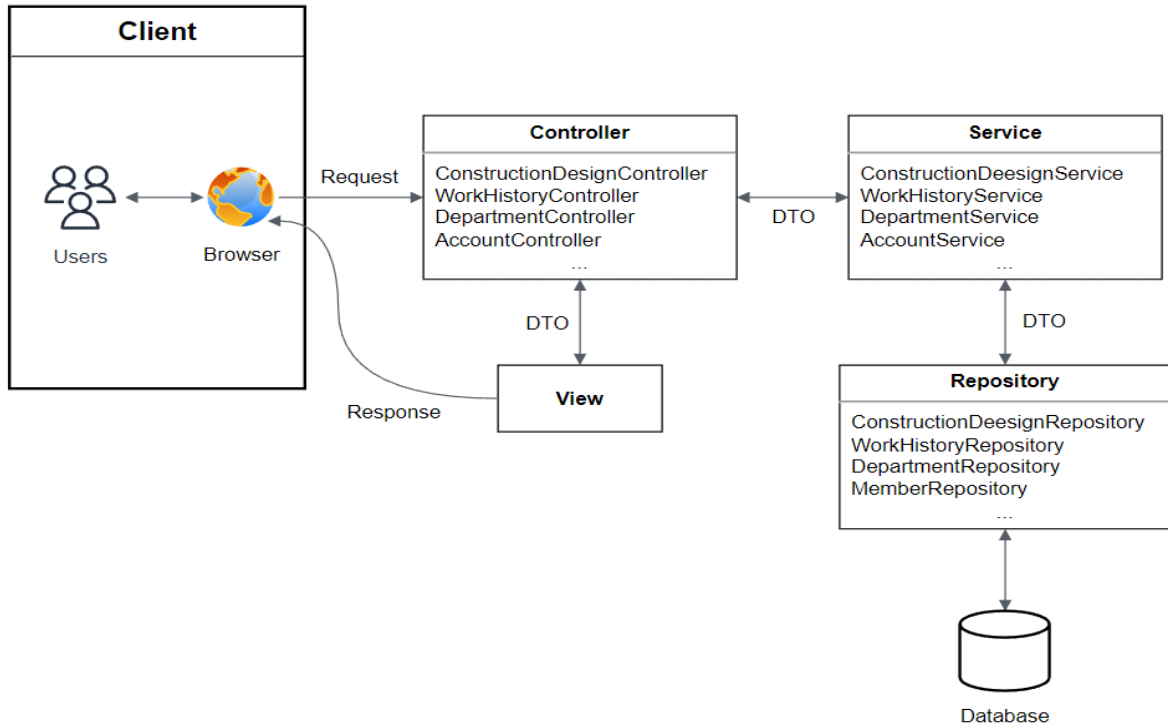 Client
Users
Browser
Request
Response
Controller
ConstructionDesignController
WorkHistoryController
DepartmentController
AccountController
...
DTO
View
DTO
Service
ConstructionDeesignService
WorkHistoryService
DepartmentService
AccountService
...
DTO
Repository
ConstructionDeesignRepository
WorkHistoryRepository
DepartmentRepository
MemberRepository
...
Database